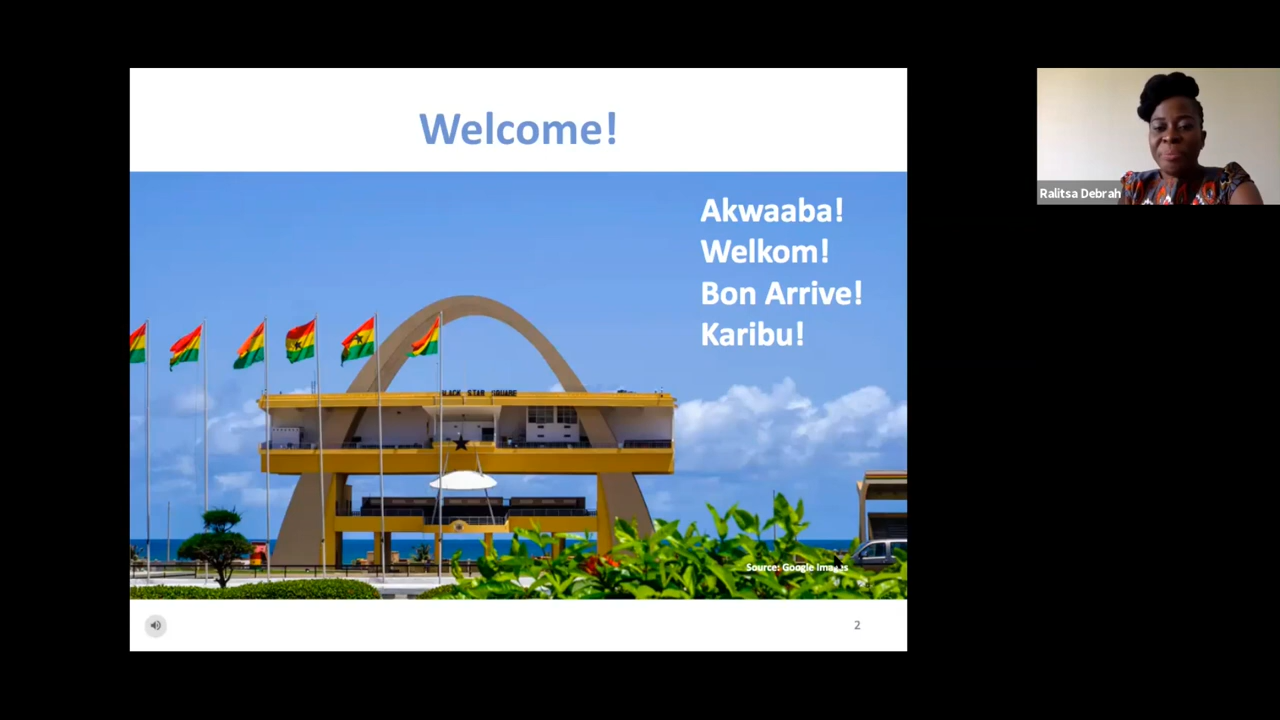 Welcome!
Akwaaba!
Welkom!
Bon Arrive!
Karibu!
BLACK STAR SQUARE
Source: Google Images
2
Ralitsa Debrah